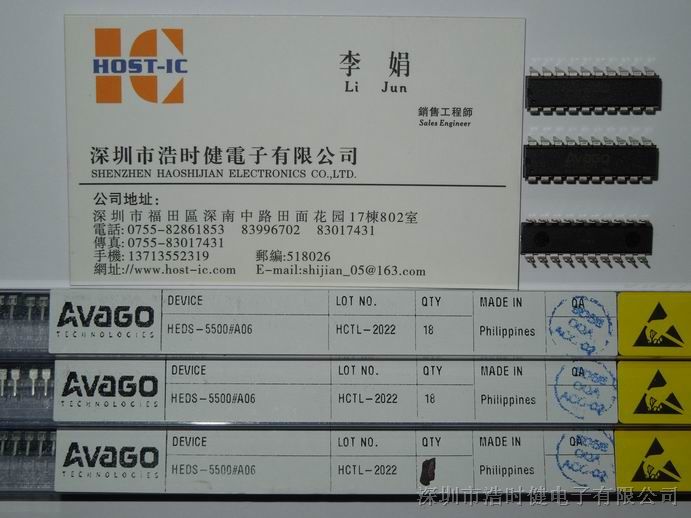 HOST-IC
李 娟
Li Jun
銷售工程師
Sales Engineer
深圳市浩时健電子有限公司
SHENZHEN HAOSHIJIAN ELECTRONICS CO.,LTD.
公司地址:
深圳市福田區深南中路田面花园17棟802室
電話:0755-82861853 83996702 83017431
傳真:0755-83017431
手機:13713552319 郵編:518026
網址://www.host-ic.com E-mail:shijian_05@163.com
AVAGO
AVAGO TECHNOLOGIES
DEVICE LOT NO. QTY MADE IN QA
HEDS-5500#A06 HCTL-2022 18 Philippines
AVAGO TECHNOLOGIES
DEVICE LOT NO. QTY MADE IN QA
HEDS-5500#A06 HCTL-2022 18 Philippines
AVAGO TECHNOLOGIES
DEVICE LOT NO. QTY MADE IN QA
HEDS-5500#A06 HCTL-2022 Philippines
深圳市浩时健电子有限公司